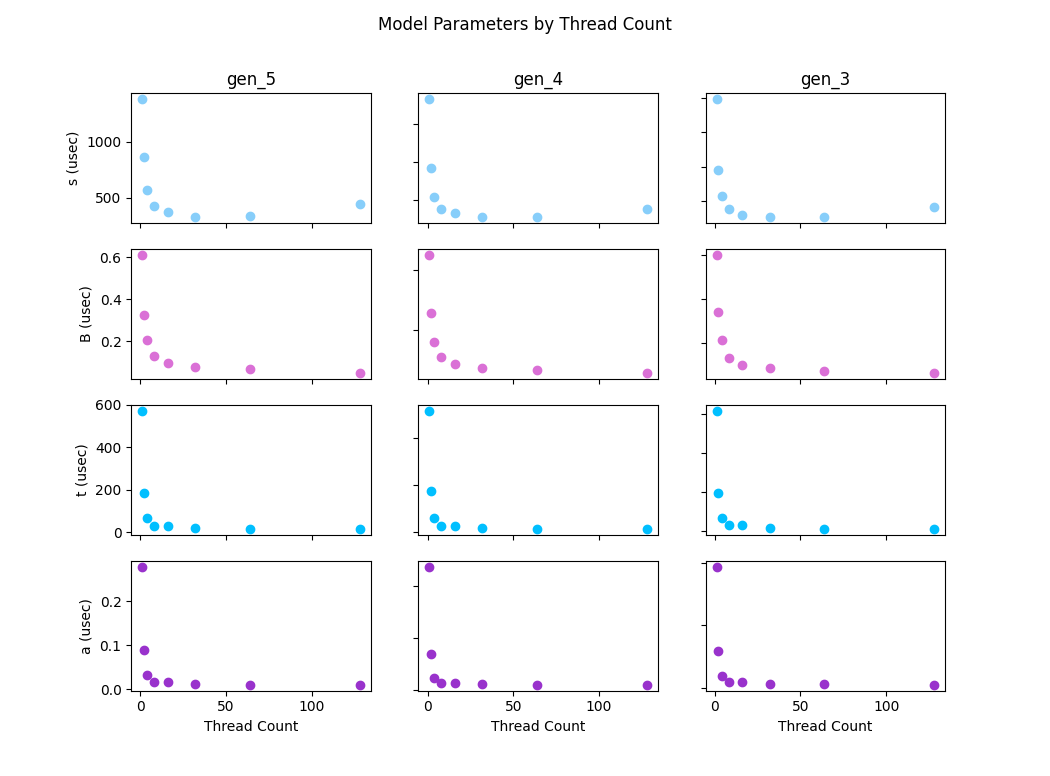 Model Parameters by Thread Count
gen_5 gen_4 gen_3
s (usec)
1000
500
B (usec)
0.6
0.4
0.2
t (usec)
600
400
200
0
a (usec)
0.2
0.1
0.0
0 100 0 50 100 0 50 100
Thread Count Thread Count Thread Count